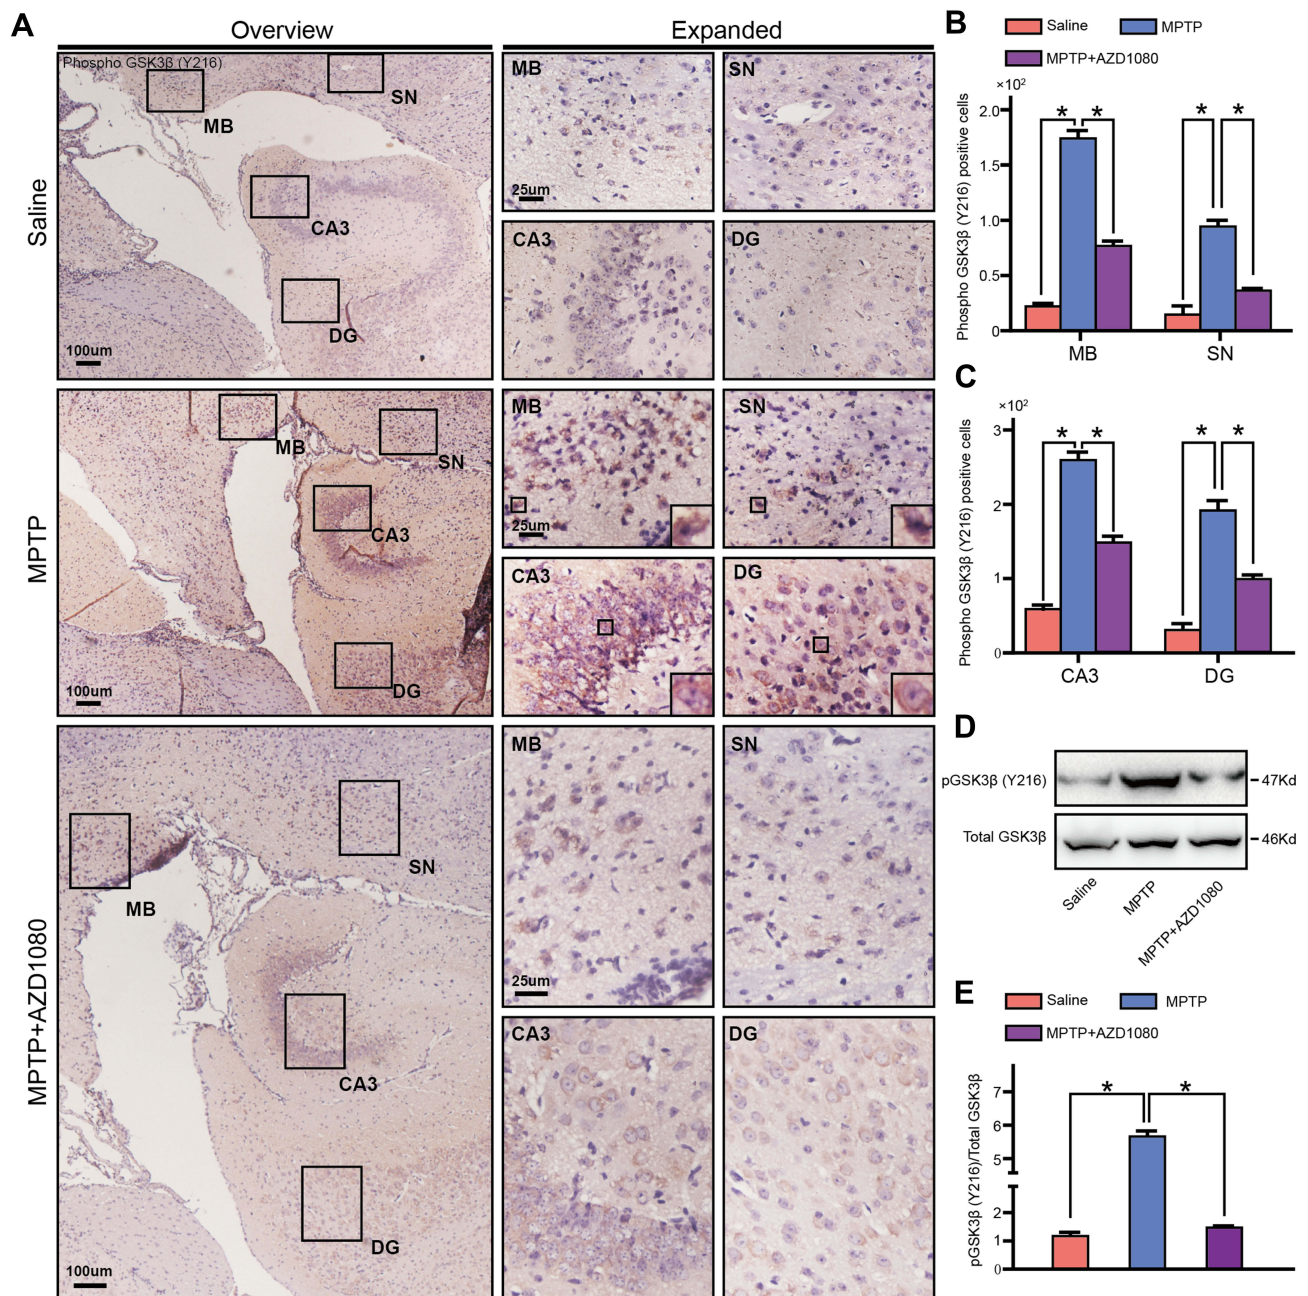 A
Overview
Expanded
Saline
Phospho GSK3β (Y216)
MB
SN
CA3
DG
100um
MB
25um
SN
CA3
DG
MPTP
MB
SN
CA3
DG
100um
MB
25um
SN
CA3
DG
MPTP+AZD1080
MB
SN
CA3
DG
100um
MB
25um
SN
CA3
DG
B
Saline
MPTP
MPTP+AZD1080
×10²
Phospho GSK3β (Y216) positive cells
2.0
1.5
1.0
0.5
0
* *
* *
MB
SN
C
×10²
Phospho GSK3β (Y216) positive cells
3
2
1
0
* *
* *
CA3
DG
D
pGSK3β (Y216)
47Kd
Total GSK3β
46Kd
Saline
MPTP
MPTP+AZD1080
E
Saline
MPTP
MPTP+AZD1080
pGSK3β (Y216)/Total GSK3β
7
6
5
2
1
0
* *